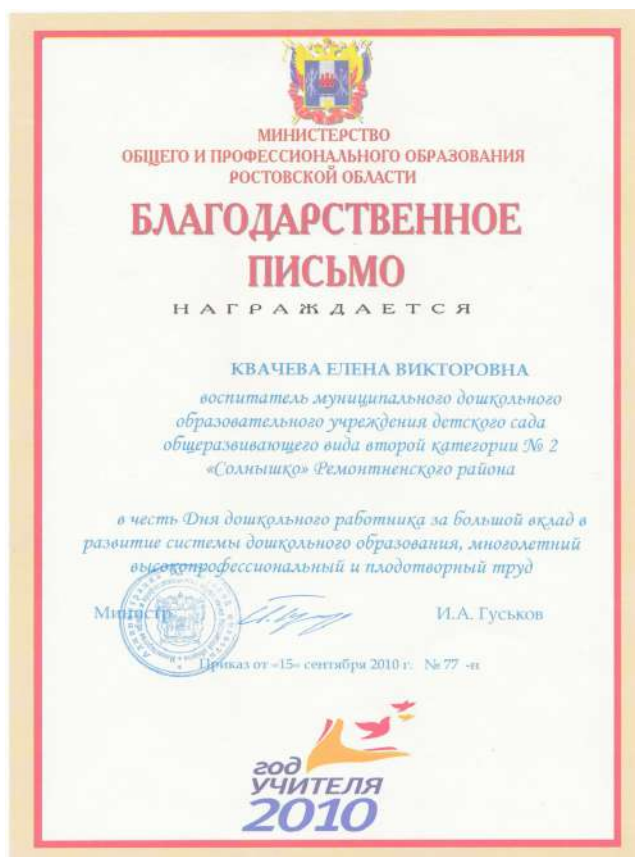 МИНИСТЕРСТВО
ОБЩЕГО И ПРОФЕССИОНАЛЬНОГО ОБРАЗОВАНИЯ
РОСТОВСКОЙ ОБЛАСТИ
БЛАГОДАРСТВЕННОЕ
ПИСЬМО
НАГРАЖДАЕТСЯ
КВАЧЕВА ЕЛЕНА ВИКТОРОВНА
воспитатель муниципального дошкольного
образовательного учреждения детского сада
общеразвивающего вида второй категории № 2
«Солнышко» Ремонтненского района
в честь Дня дошкольного работника за большой вклад в
развитие системы дошкольного образования, многолетний
высокопрофессиональный и плодотворный труд
Министр И.А. Гуськов
Приказ от «15» сентября 2010 г. № 77 -н
год
УЧИТЕЛЯ
2010